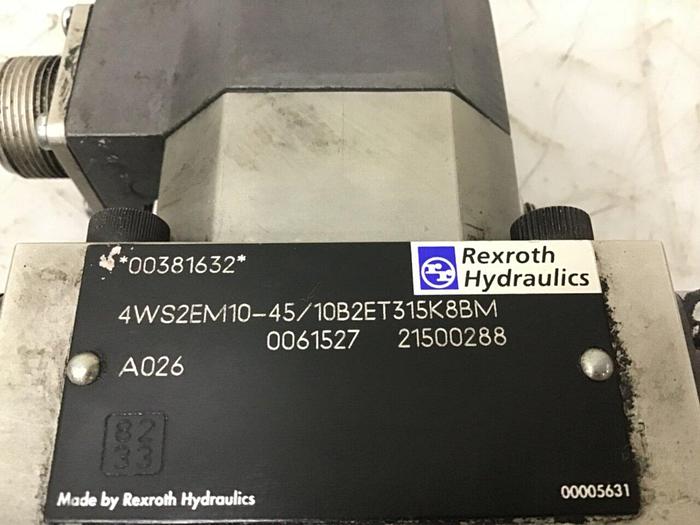 *00381632*
Rexroth
Hydraulics
4WS2EM10-45/10B2ET315K8BM
0061527 21500288
A026
82
33
Made by Rexroth Hydraulics
00005631